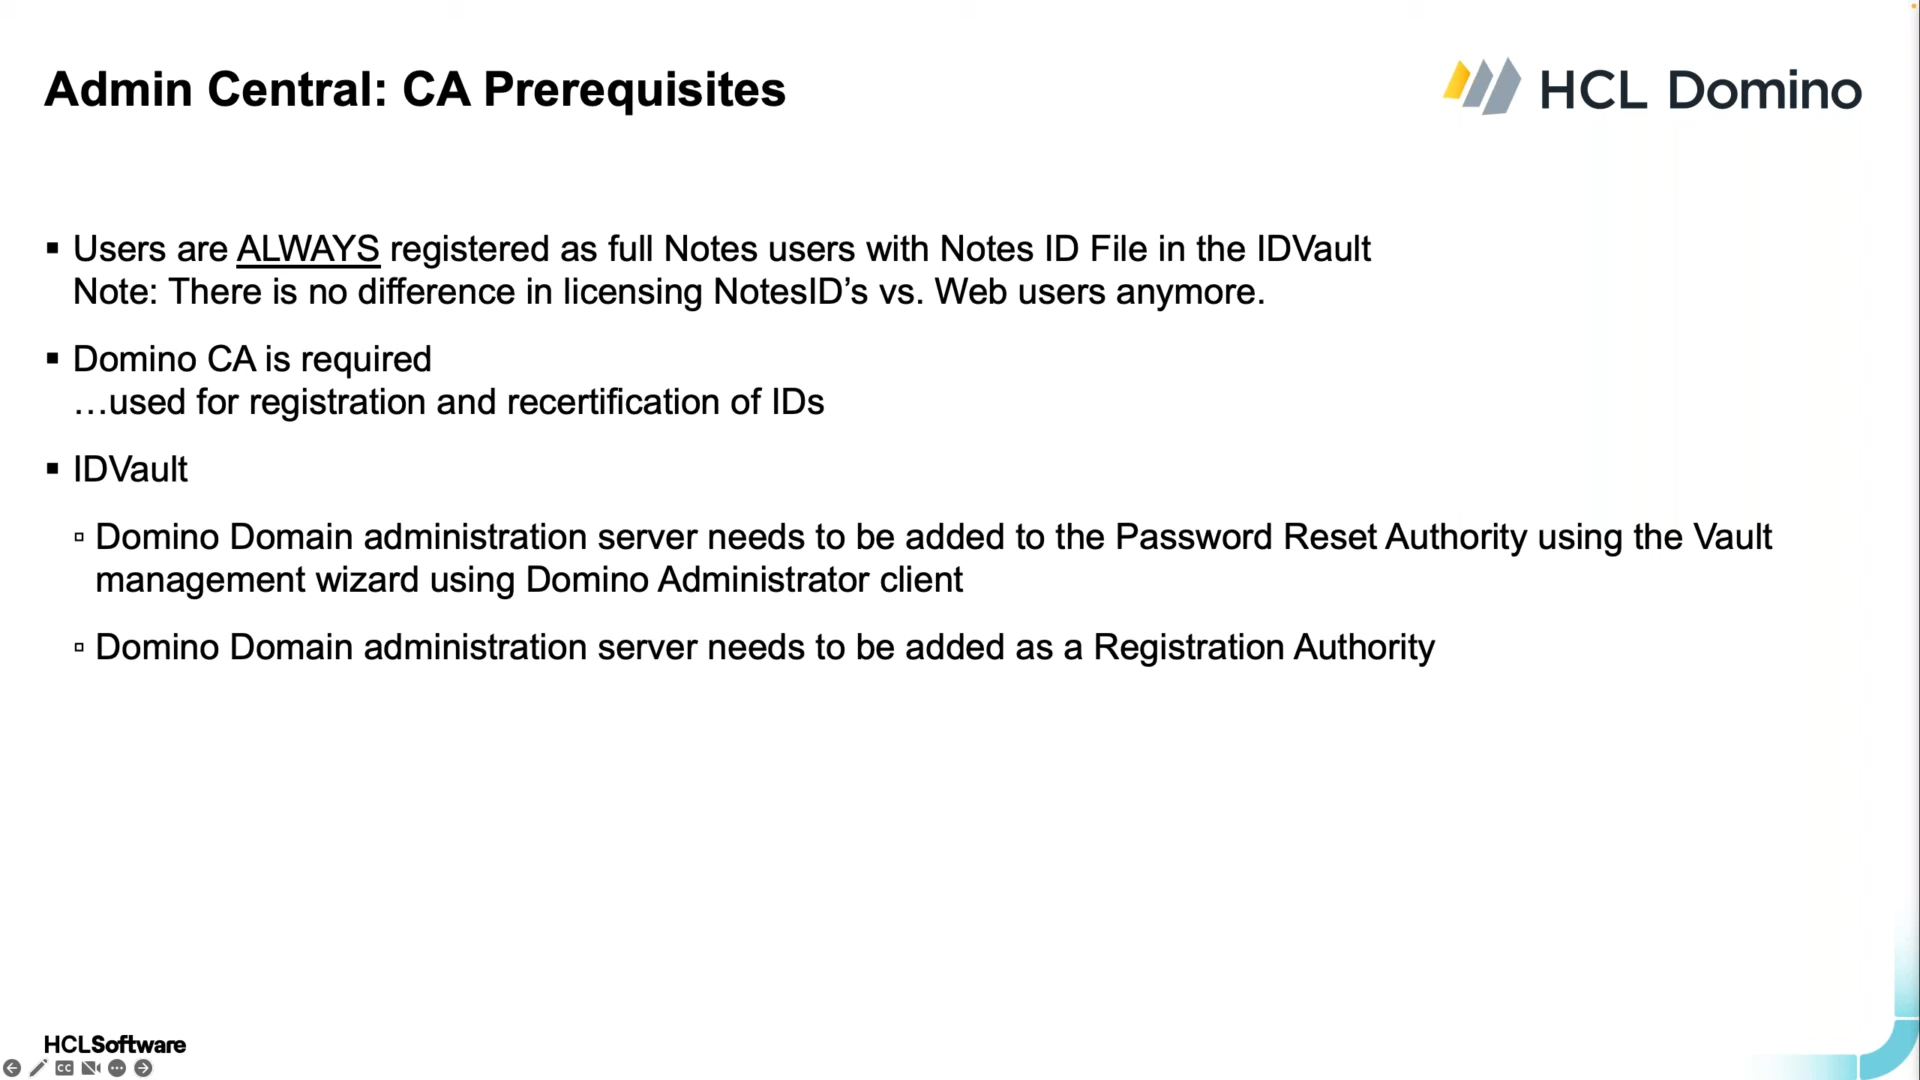 Admin Central: CA Prerequisites
HCL Domino
▪ Users are ALWAYS registered as full Notes users with Notes ID File in the IDVault
Note: There is no difference in licensing NotesID’s vs. Web users anymore.
▪ Domino CA is required
…used for registration and recertification of IDs
▪ IDVault
▫ Domino Domain administration server needs to be added to the Password Reset Authority using the Vault
management wizard using Domino Administrator client
▫ Domino Domain administration server needs to be added as a Registration Authority
HCLSoftware
CC